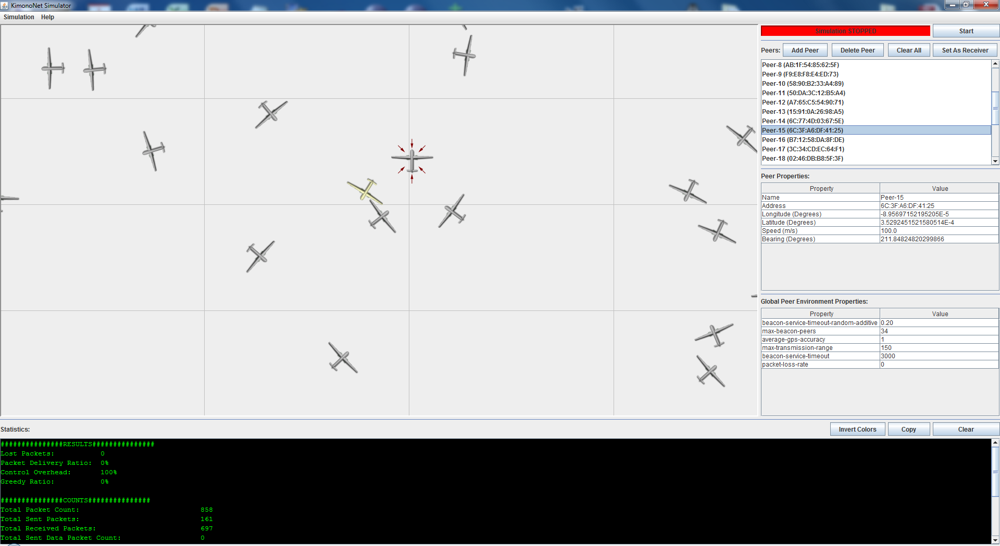 KimonoNet Simulator
Simulation Help
Simulation STOPPED Start
Peers: Add Peer Delete Peer Clear All Set As Receiver
Peer-8 (AB:1F:54:85:62:5F)
Peer-9 (F9:E8:F8:E4:ED:73)
Peer-10 (58:90:B2:33:A4:89)
Peer-11 (50:DA:3C:12:B5:A4)
Peer-12 (A7:65:C5:54:90:71)
Peer-13 (15:91:0A:26:98:A5)
Peer-14 (6C:77:4D:03:67:5E)
Peer-15 (6C:3F:A6:DF:41:25)
Peer-16 (B7:12:58:DA:8F:DE)
Peer-17 (3C:34:CD:EC:64:F1)
Peer-18 (02:46:DB:B8:5F:3F)
Peer Properties:
Property Value
Name Peer-15
Address 6C:3F:A6:DF:41:25
Longitude (Degrees) -8.95697152195205E-5
Latitude (Degrees) 3.5292451521580514E-4
Speed (m/s) 100.0
Bearing (Degrees) 211.84824820299866
Global Peer Environment Properties:
Property Value
beacon-service-timeout-random-additive 0.20
max-beacon-peers 34
average-gps-accuracy 1
max-transmission-range 150
beacon-service-timeout 3000
packet-loss-rate 0
Statistics: Invert Colors Copy Clear
###############RESULTS###############
Lost Packets: 0
Packet Delivery Ratio: 0%
Control Overhead: 100%
Greedy Ratio: 0%
###############COUNTS###############
Total Packet Count: 858
Total Sent Packets: 161
Total Received Packets: 697
Total Sent Data Packet Count: 0